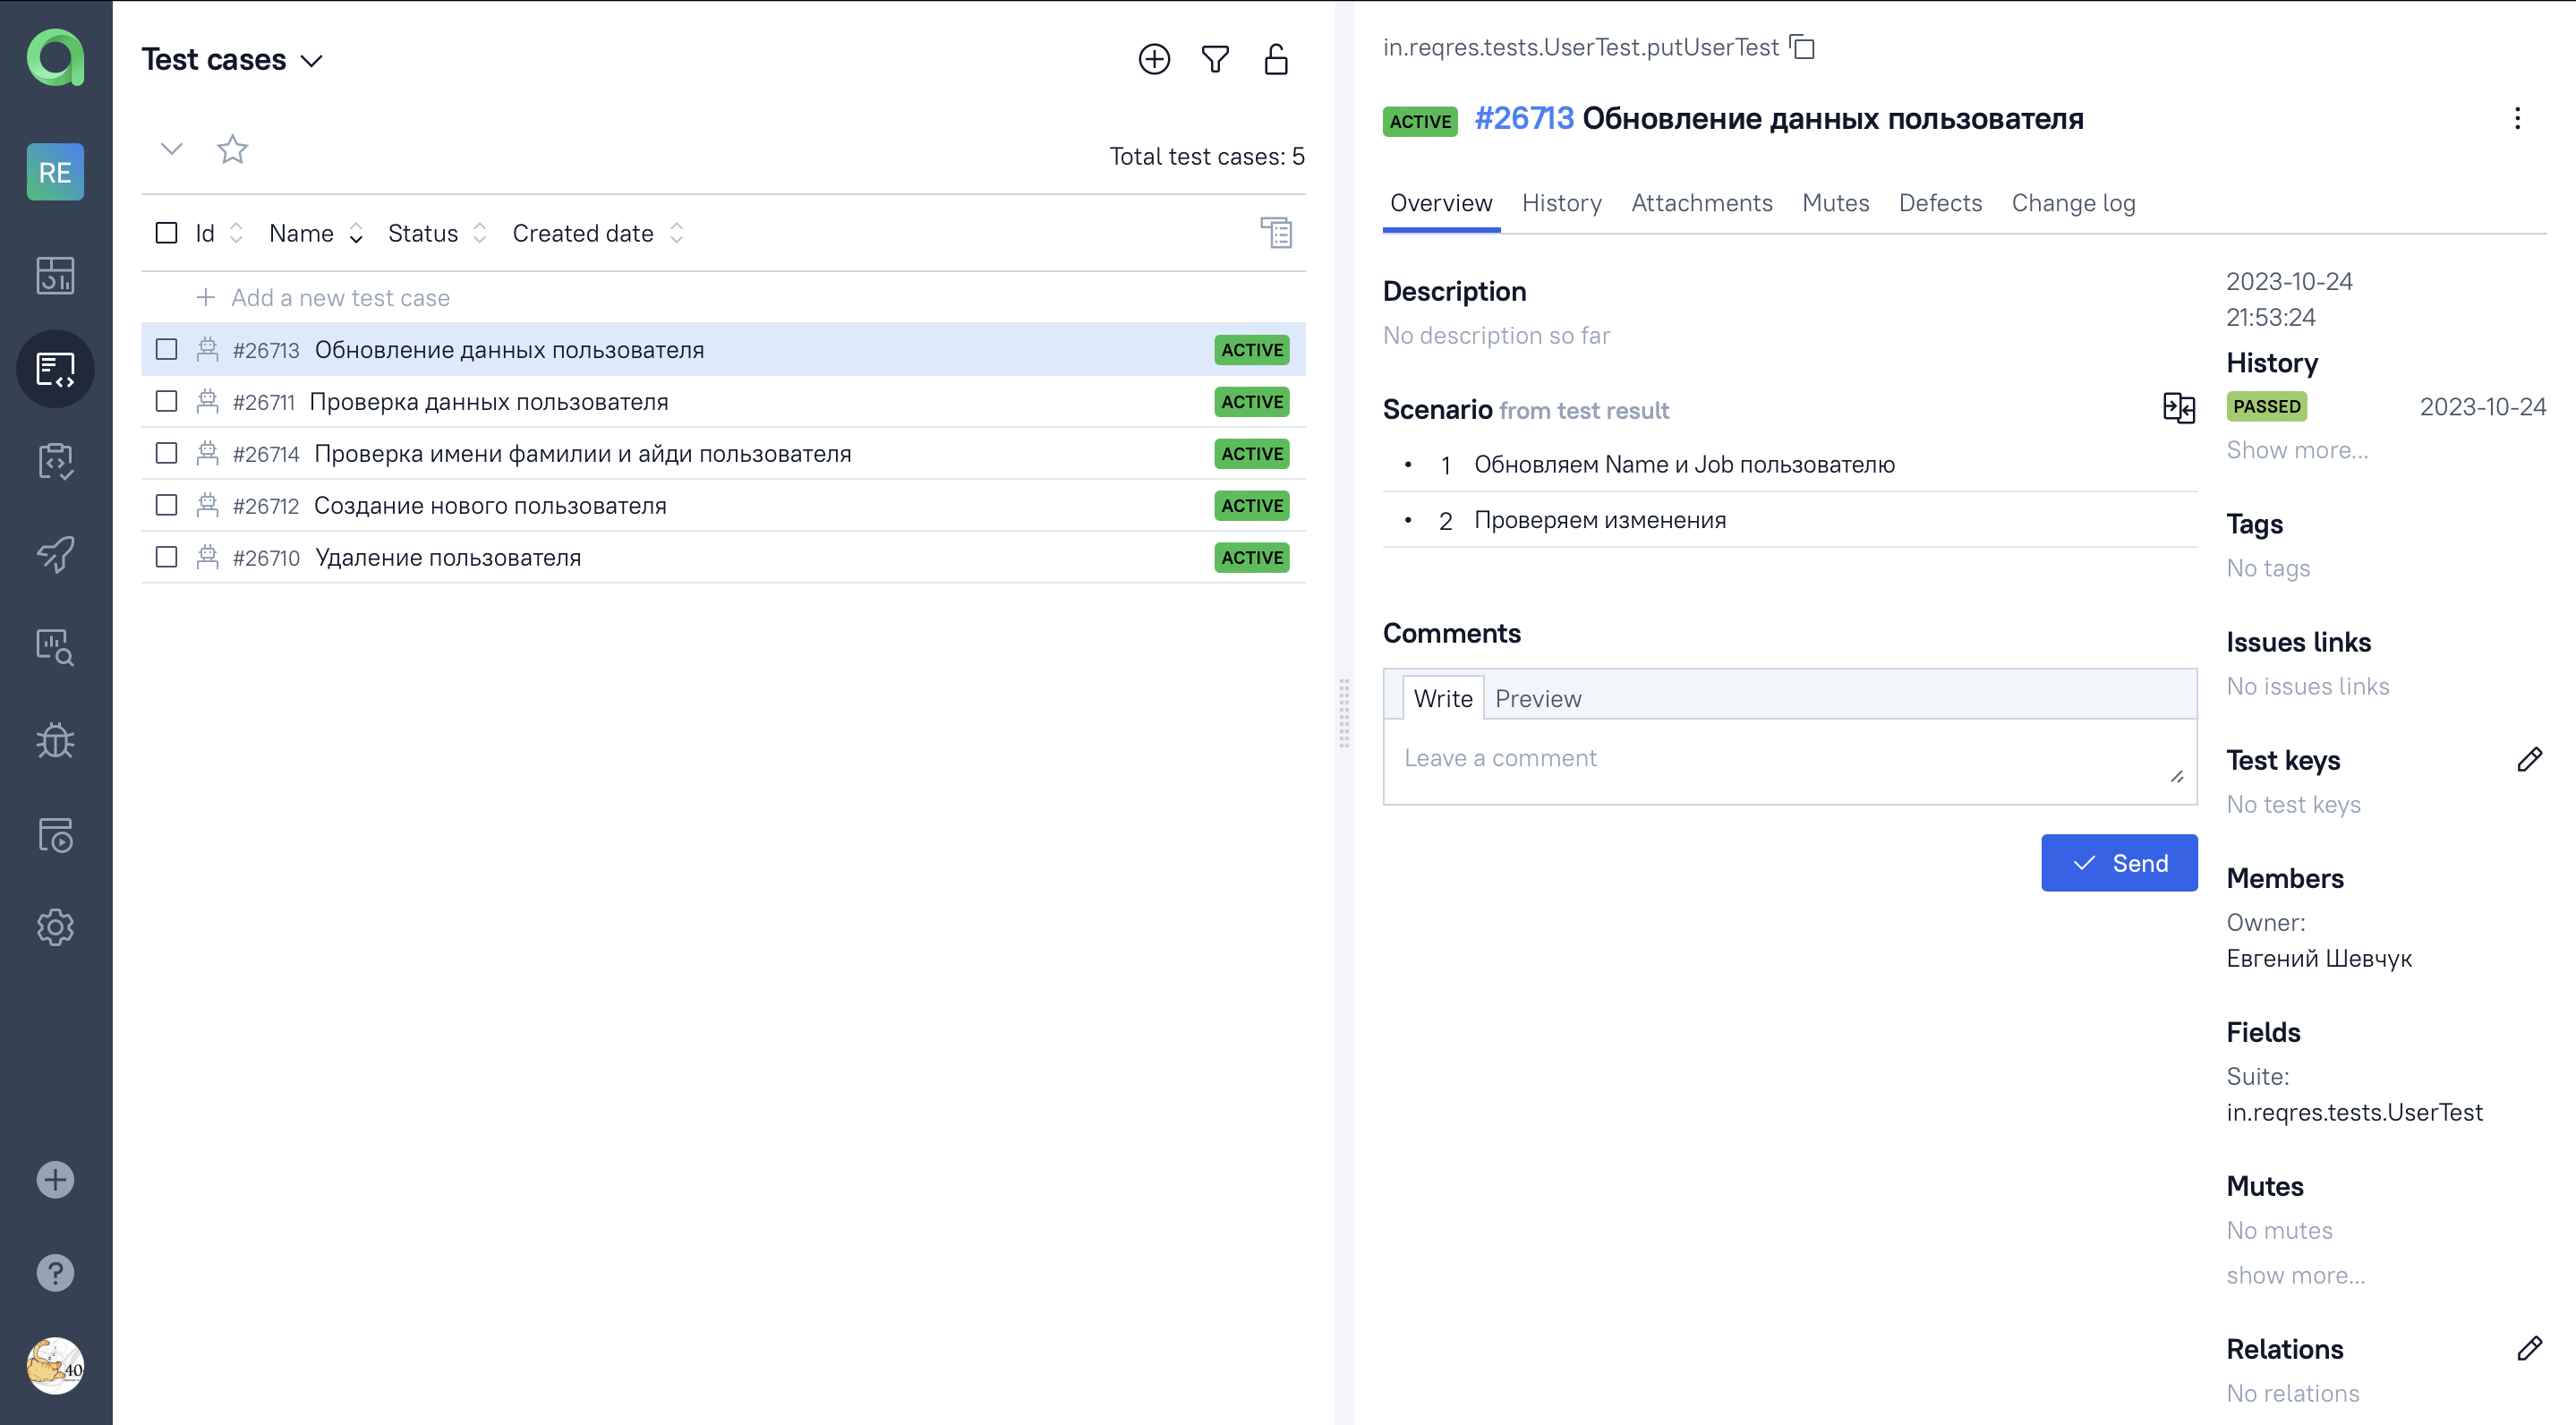 RE
40
Test cases
Total test cases: 5
Id Name Status Created date
Add a new test case
#26713 Обновление данных пользователя ACTIVE
#26711 Проверка данных пользователя ACTIVE
#26714 Проверка имени фамилии и айди пользователя ACTIVE
#26712 Создание нового пользователя ACTIVE
#26710 Удаление пользователя ACTIVE
in.reqres.tests.UserTest.putUserTest
ACTIVE #26713 Обновление данных пользователя
Overview History Attachments Mutes Defects Change log
Description
No description so far
Scenario from test result
• 1 Обновляем Name и Job пользователю
• 2 Проверяем изменения
Comments
Write Preview
Leave a comment
Send
2023-10-24
21:53:24
History
PASSED 2023-10-24
Show more...
Tags
No tags
Issues links
No issues links
Test keys
No test keys
Members
Owner:
Евгений Шевчук
Fields
Suite:
in.reqres.tests.UserTest
Mutes
No mutes
show more...
Relations
No relations